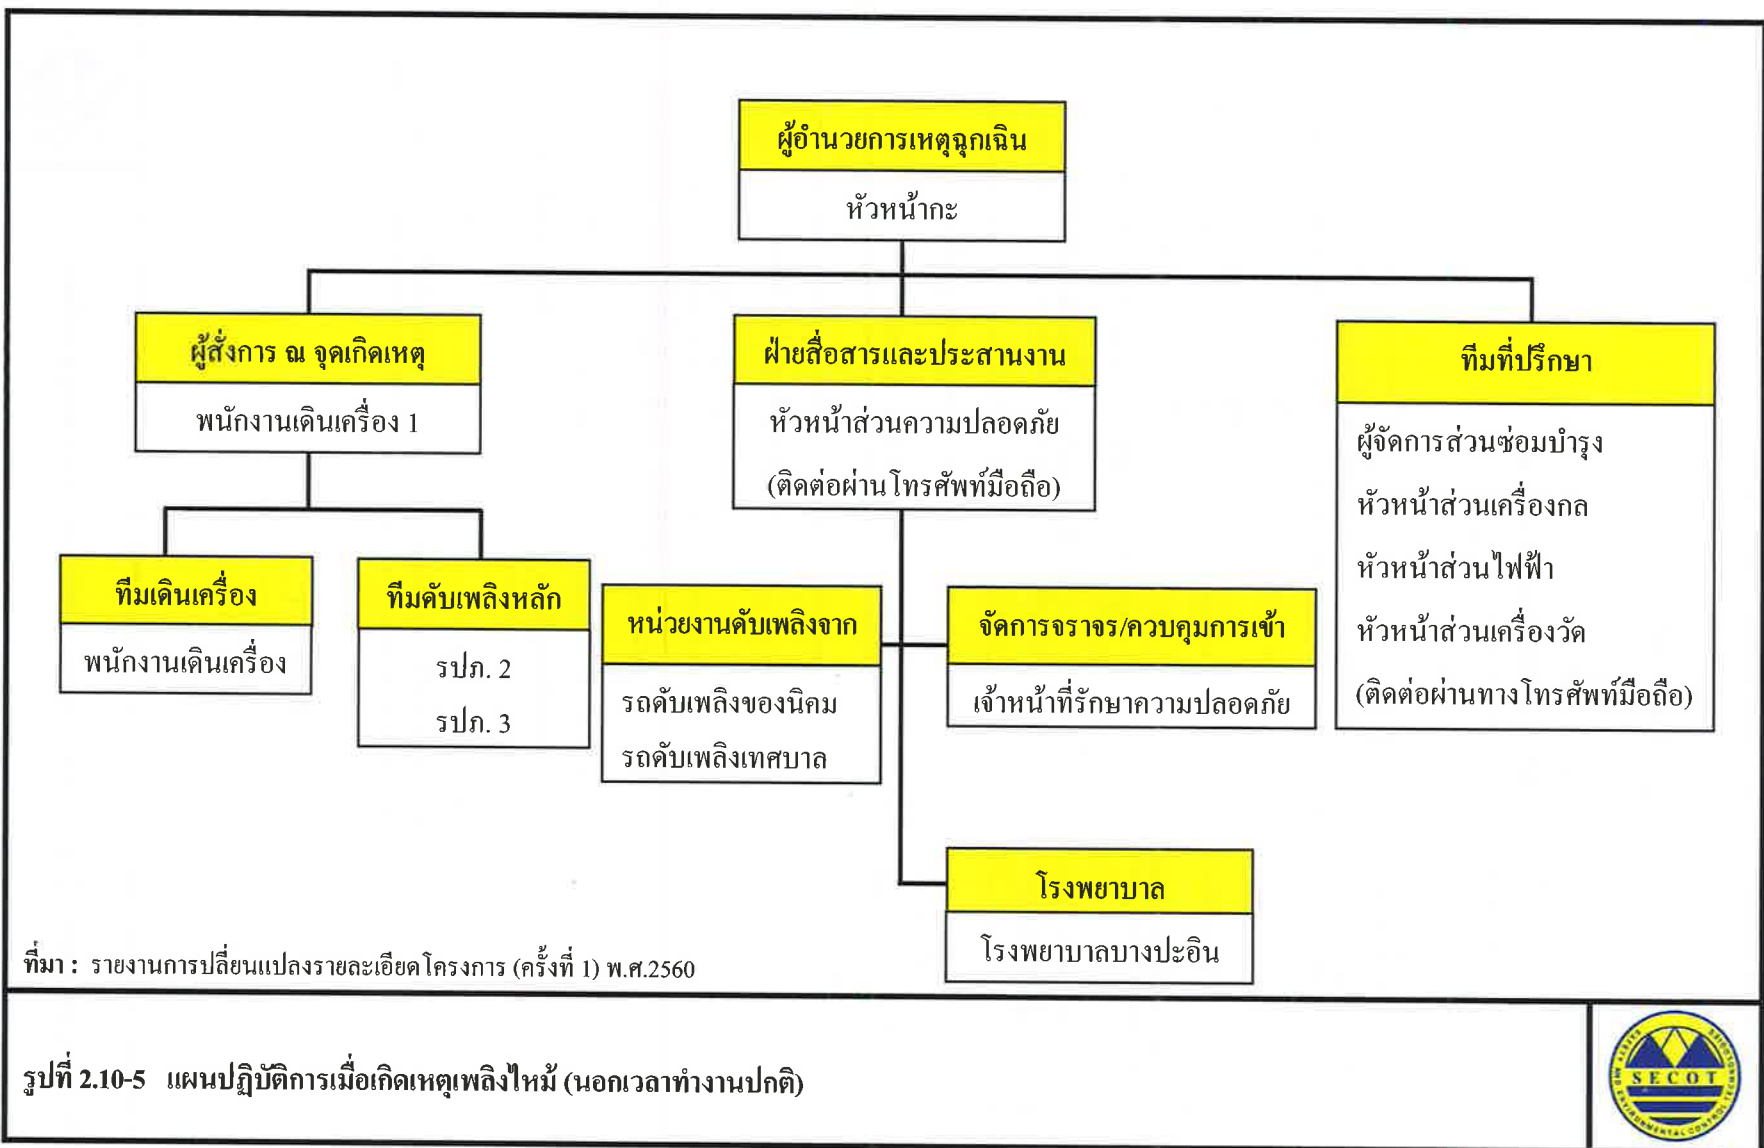 ผู้อำนวยการเหตุฉุกเฉิน
หัวหน้ากะ
ผู้สั่งการ ณ จุดเกิดเหตุ
พนักงานเดินเครื่อง 1
ฝ่ายสื่อสารและประสานงาน
หัวหน้าส่วนความปลอดภัย
(ติดต่อผ่านโทรศัพท์มือถือ)
ทีมที่ปรึกษา
ผู้จัดการส่วนซ่อมบำรุง
หัวหน้าส่วนเครื่องกล
หัวหน้าส่วนไฟฟ้า
หัวหน้าส่วนเครื่องวัด
(ติดต่อผ่านทางโทรศัพท์มือถือ)
ทีมเดินเครื่อง
พนักงานเดินเครื่อง
ทีมดับเพลิงหลัก
รปภ. 2
รปภ. 3
หน่วยงานดับเพลิงจาก
รถดับเพลิงของนิคม
รถดับเพลิงเทศบาล
จัดการจราจร/ควบคุมการเข้า
เจ้าหน้าที่รักษาความปลอดภัย
โรงพยาบาล
โรงพยาบาลบางปะอิน
ที่มา : รายงานการเปลี่ยนแปลงรายละเอียดโครงการ (ครั้งที่ 1) พ.ศ.2560
รูปที่ 2.10-5 แผนปฏิบัติการเมื่อเกิดเหตุเพลิงไหม้ (นอกเวลาทำงานปกติ)
SECOT